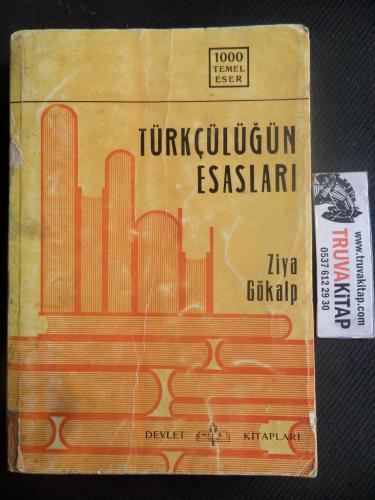 1000
TEMEL
ESER
TÜRKÇÜLÜĞÜN
ESASLARI
Ziya
Gökalp
DEVLET KİTAPLARI
www.truvakitap.com
TRUVAKiTAP
0537 612 29 30